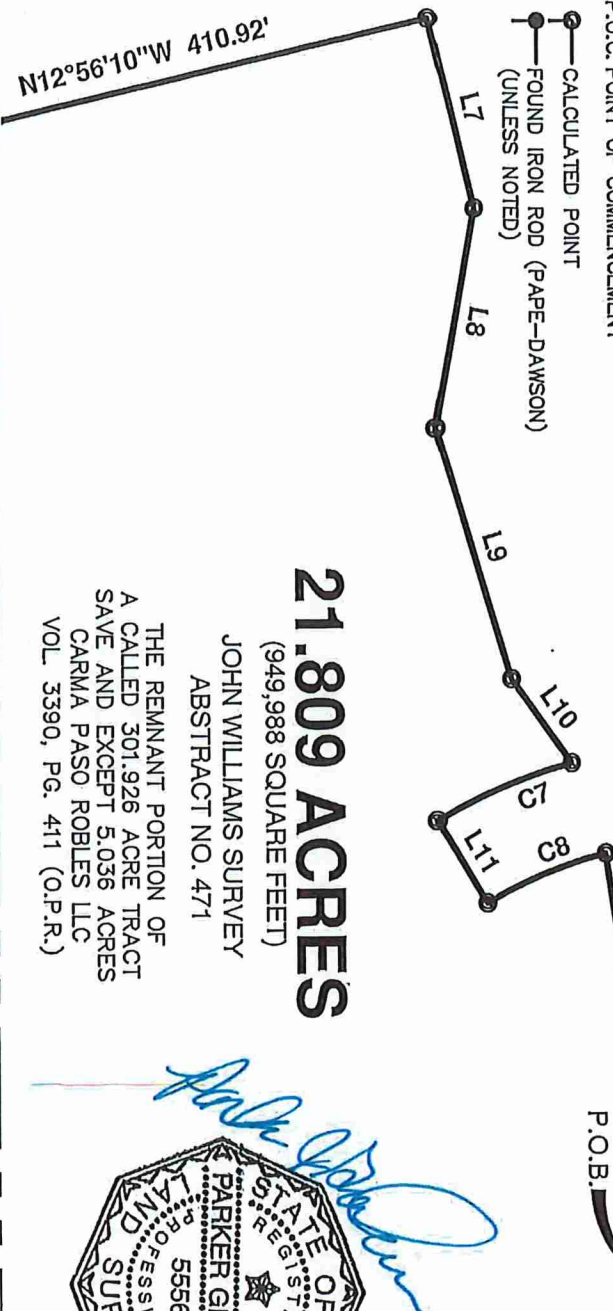 CALCULATED POINT
FOUND IRON ROD (PAPE-DAWSON)
(UNLESS NOTED)
N12°56'10"W 410.92'
L7
L8
L9
L10
C7
L11
C8
P.O.B.
21.809 ACRES
(949,988 SQUARE FEET)
JOHN WILLIAMS SURVEY
ABSTRACT NO. 471
THE REMNANT PORTION OF
A CALLED 301.926 ACRE TRACT
SAVE AND EXCEPT 5.036 ACRES
CARMA PASO ROBLES LLC
VOL. 3390, PG. 411 (O.P.R.)
STATE OF
REGIST
PARKER
5556
PROFESS
LAND
SU